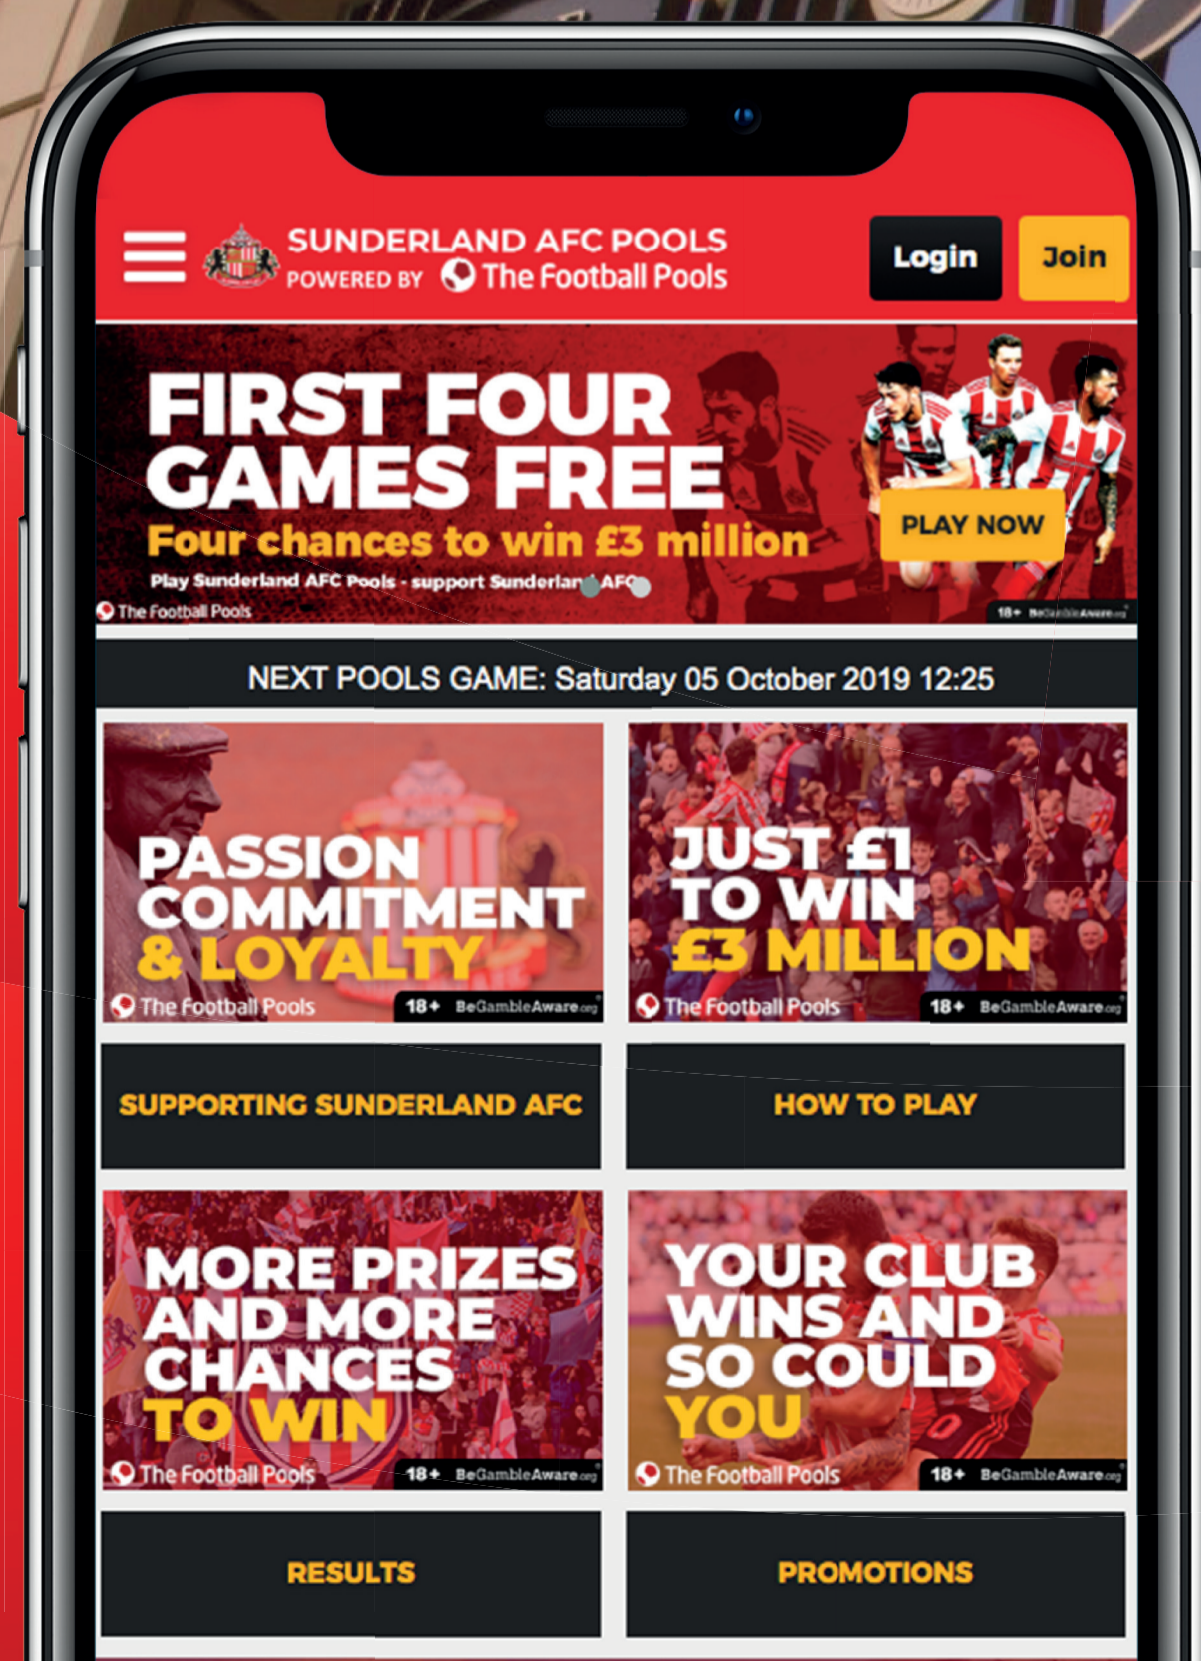 SUNDERLAND AFC POOLS
POWERED BY The Football Pools
Login
Join
FIRST FOUR
GAMES FREE
Four chances to win £3 million
Play Sunderland AFC Pools - support Sunderland AFC
PLAY NOW
The Football Pools
18+ BeGambleAware.org
NEXT POOLS GAME: Saturday 05 October 2019 12:25
PASSION
COMMITMENT
& LOYALTY
The Football Pools
18+ BeGambleAware.org
JUST £1
TO WIN
£3 MILLION
The Football Pools
18+ BeGambleAware.org
SUPPORTING SUNDERLAND AFC
HOW TO PLAY
MORE PRIZES
AND MORE
CHANCES
TO WIN
The Football Pools
18+ BeGambleAware.org
YOUR CLUB
WINS AND
SO COULD
YOU
The Football Pools
18+ BeGambleAware.org
RESULTS
PROMOTIONS